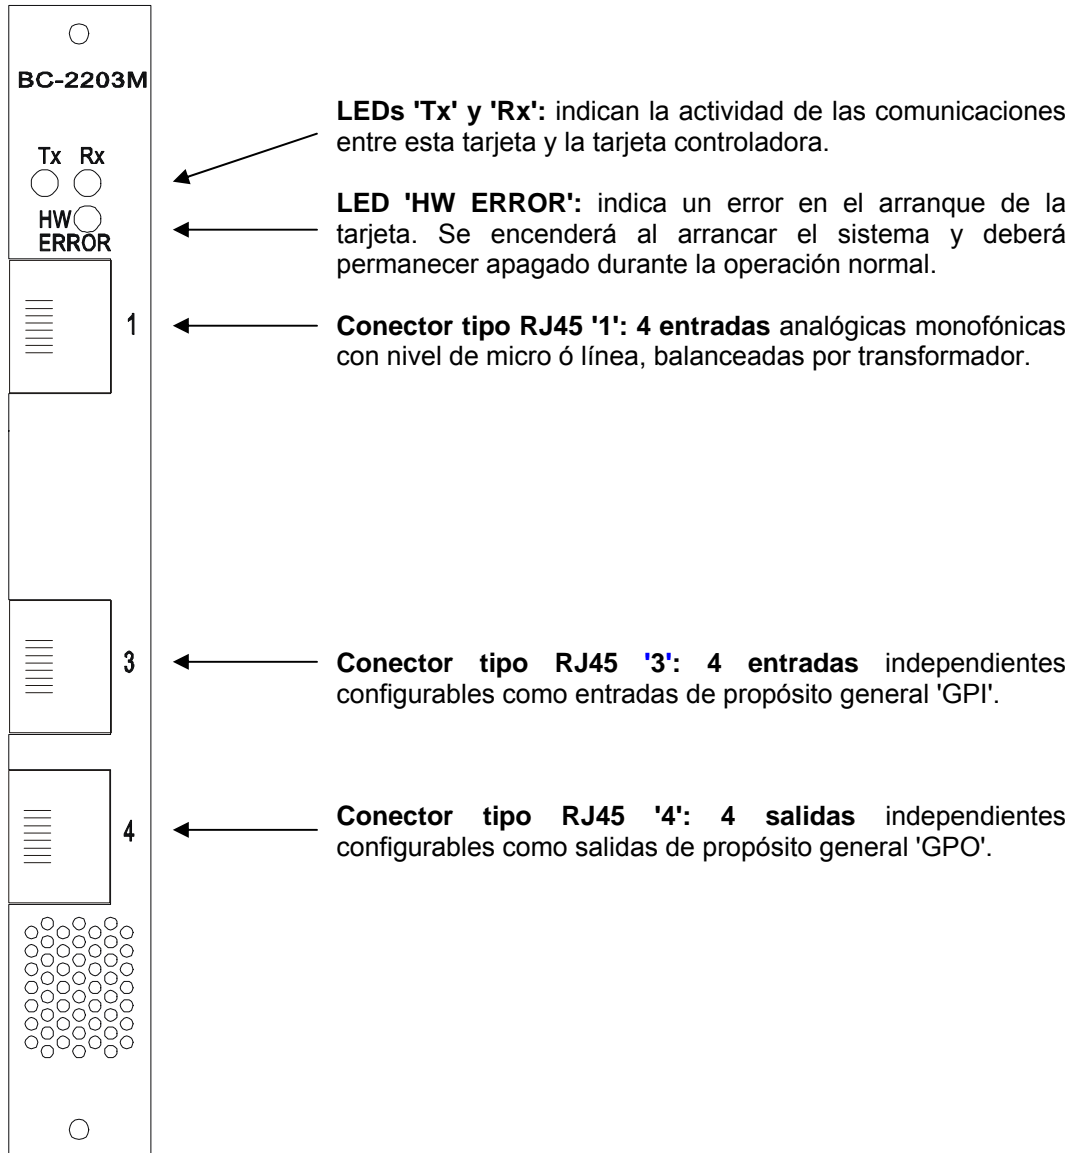 BC-2203M
Tx Rx
HW
ERROR
LEDs 'Tx' y 'Rx': indican la actividad de las comunicaciones
entre esta tarjeta y la tarjeta controladora.
LED 'HW ERROR': indica un error en el arranque de la
tarjeta. Se encenderá al arrancar el sistema y deberá
permanecer apagado durante la operación normal.
1
Conector tipo RJ45 '1': 4 entradas analógicas monofónicas
con nivel de micro ó línea, balanceadas por transformador.
3
Conector tipo RJ45 '3': 4 entradas independientes
configurables como entradas de propósito general 'GPI'.
4
Conector tipo RJ45 '4': 4 salidas independientes
configurables como salidas de propósito general 'GPO'.